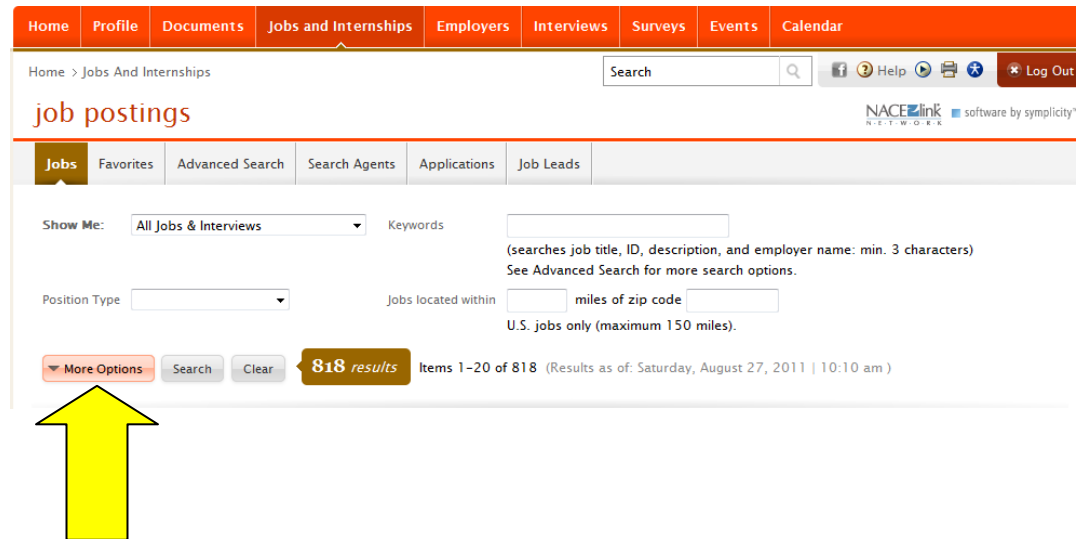 Home Profile Documents Jobs and Internships Employers Interviews Surveys Events Calendar
Home > Jobs And Internships Search Help Log Out
job postings NACElink NETWORK software by symplicity™
Jobs Favorites Advanced Search Search Agents Applications Job Leads
Show Me: All Jobs & Interviews Keywords
(searches job title, ID, description, and employer name: min. 3 characters)
See Advanced Search for more search options.
Position Type Jobs located within miles of zip code
U.S. jobs only (maximum 150 miles).
More Options Search Clear 818 results Items 1-20 of 818 (Results as of: Saturday, August 27, 2011 | 10:10 am )